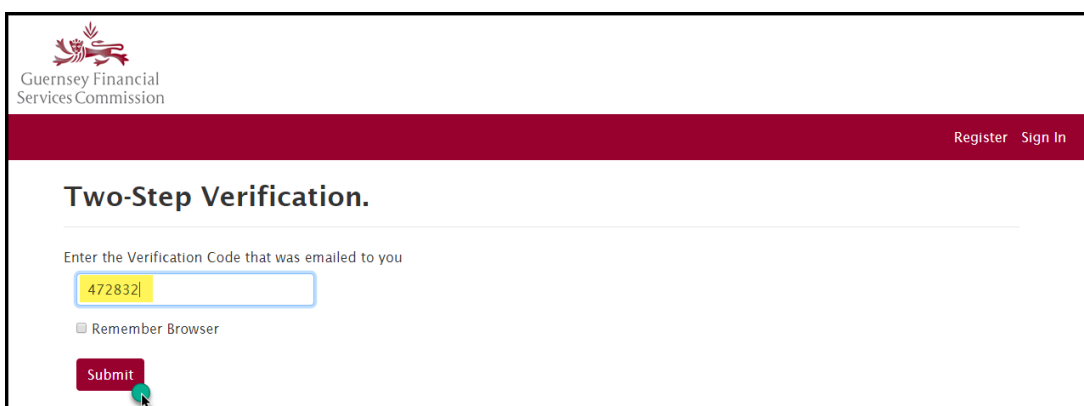 Guernsey Financial
Services Commission
Register Sign In
Two-Step Verification.
Enter the Verification Code that was emailed to you
472832
Remember Browser
Submit